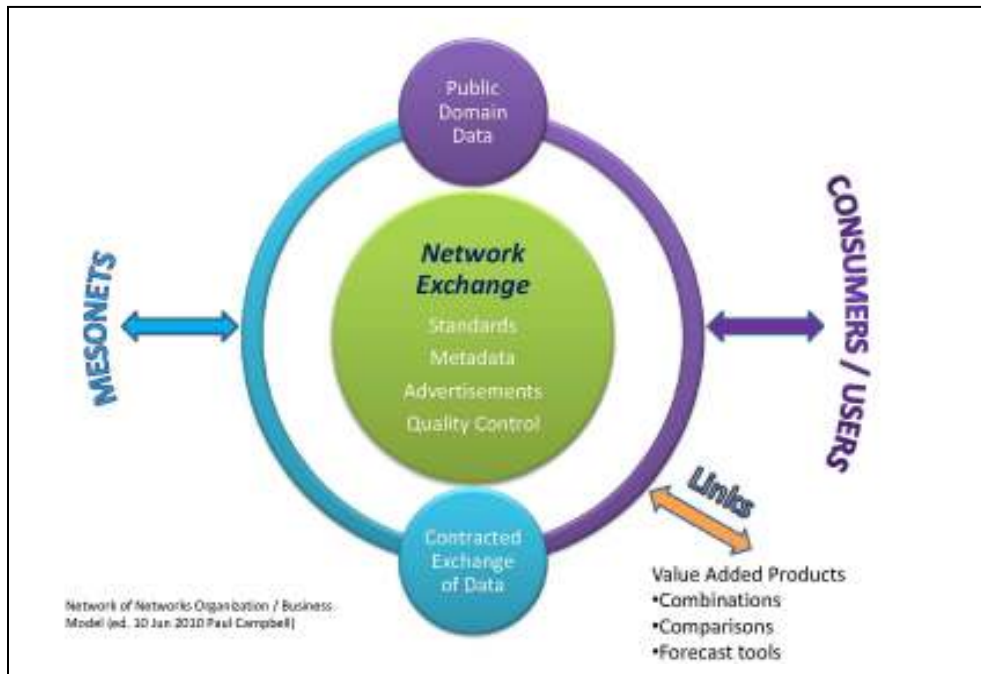 Public
Domain
Data
Network
Exchange
Standards
Metadata
Advertisements
Quality Control
MESONETS
CONSUMERS / USERS
Links
Contracted
Exchange
of Data
Value Added Products
•Combinations
•Comparisons
•Forecast tools
Network of Networks Organization / Business
Model (ed. 10 Jun 2010 Paul Campbell)